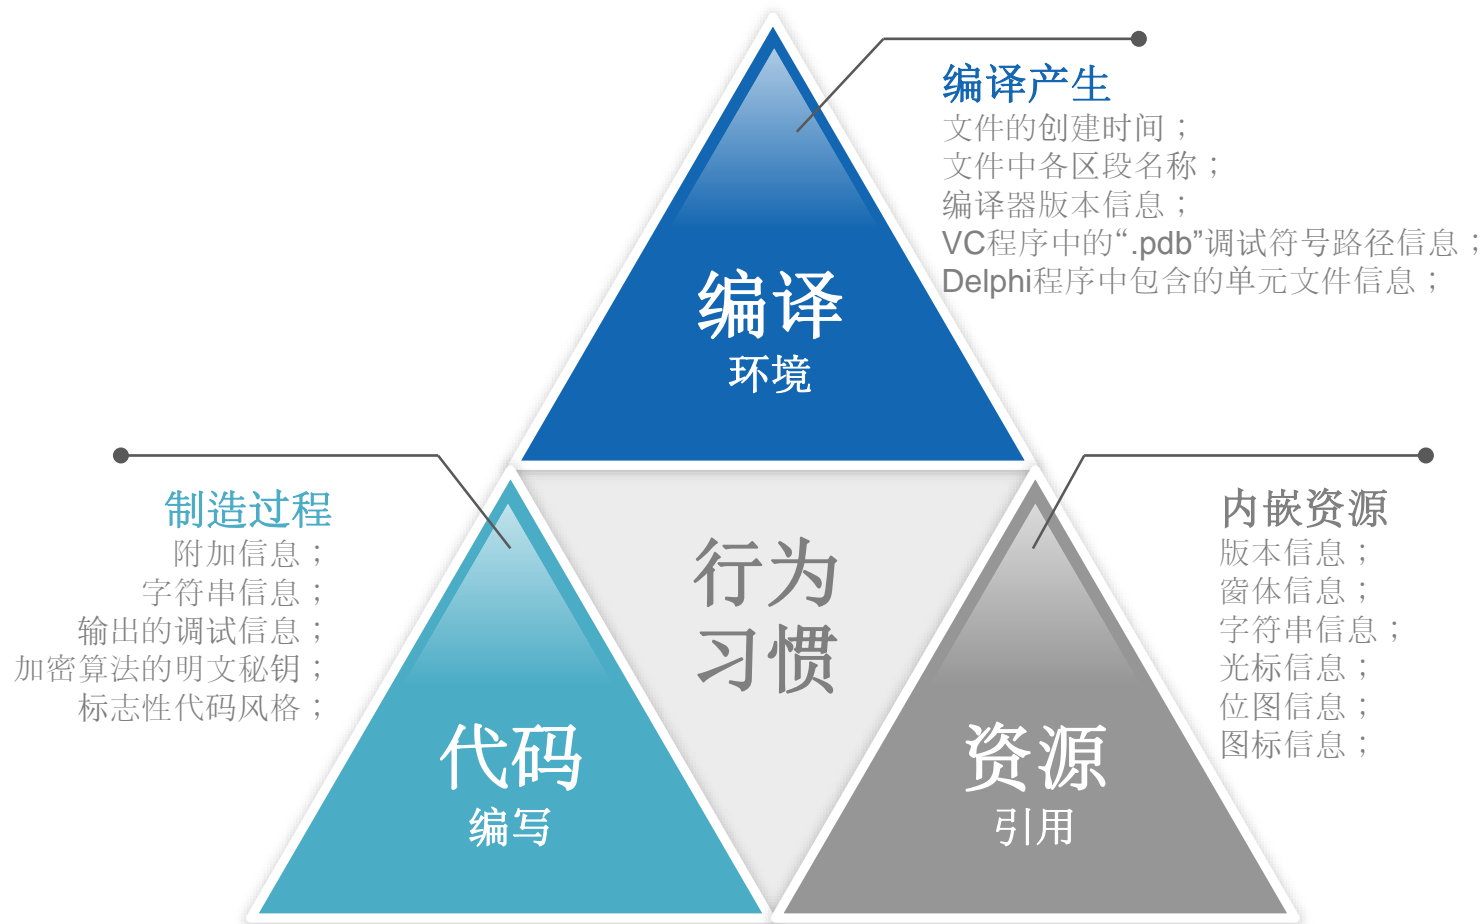 编译产生
文件的创建时间；
文件中各区段名称；
编译器版本信息；
VC程序中的“.pdb”调试符号路径信息；
Delphi程序中包含的单元文件信息；
编译
环境
制造过程
附加信息；
字符串信息；
输出的调试信息；
加密算法的明文秘钥；
标志性代码风格；
行为
习惯
内嵌资源
版本信息；
窗体信息；
字符串信息；
光标信息；
位图信息；
图标信息；
代码
编写
资源
引用